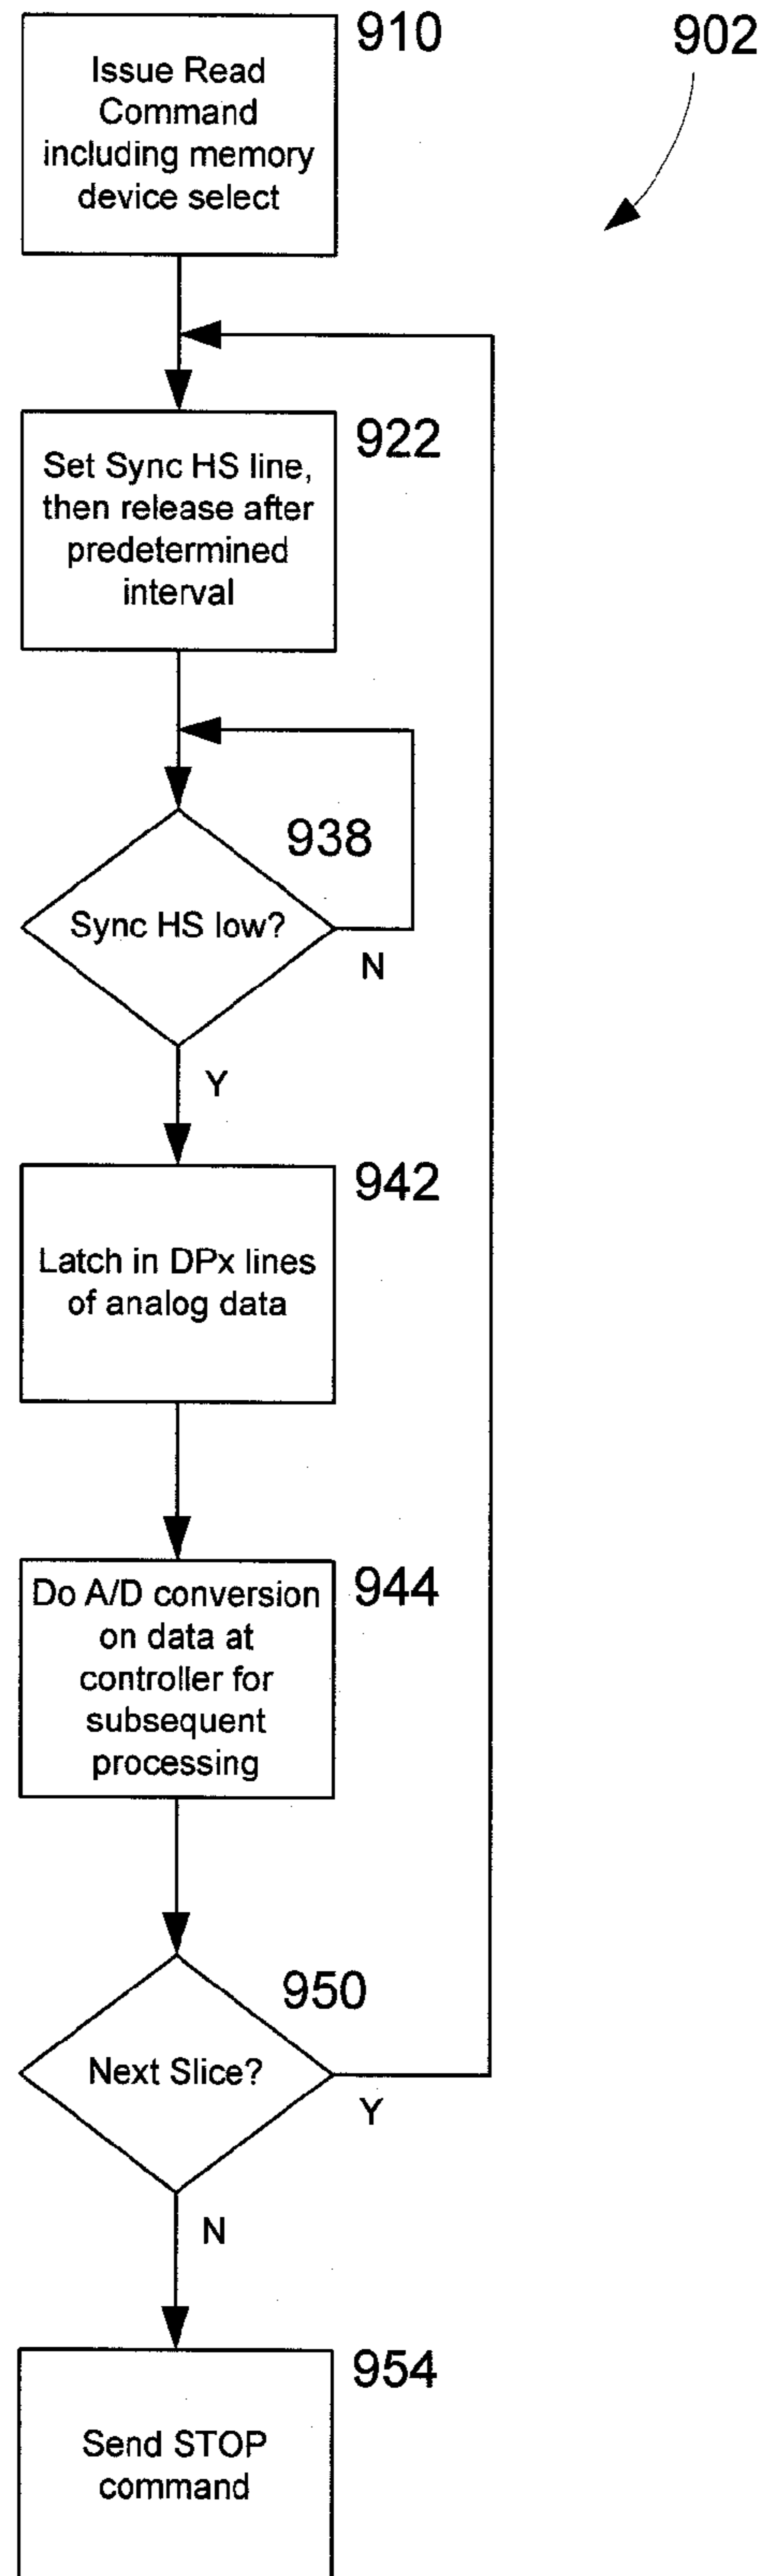 910
902
Issue Read
Command
including memory
device select
922
Set Sync HS line,
then release after
predetermined
interval
938
Sync HS low?
N
Y
942
Latch in DPx lines
of analog data
944
Do A/D conversion
on data at
controller for
subsequent
processing
950
Next Slice?
Y
N
954
Send STOP
command